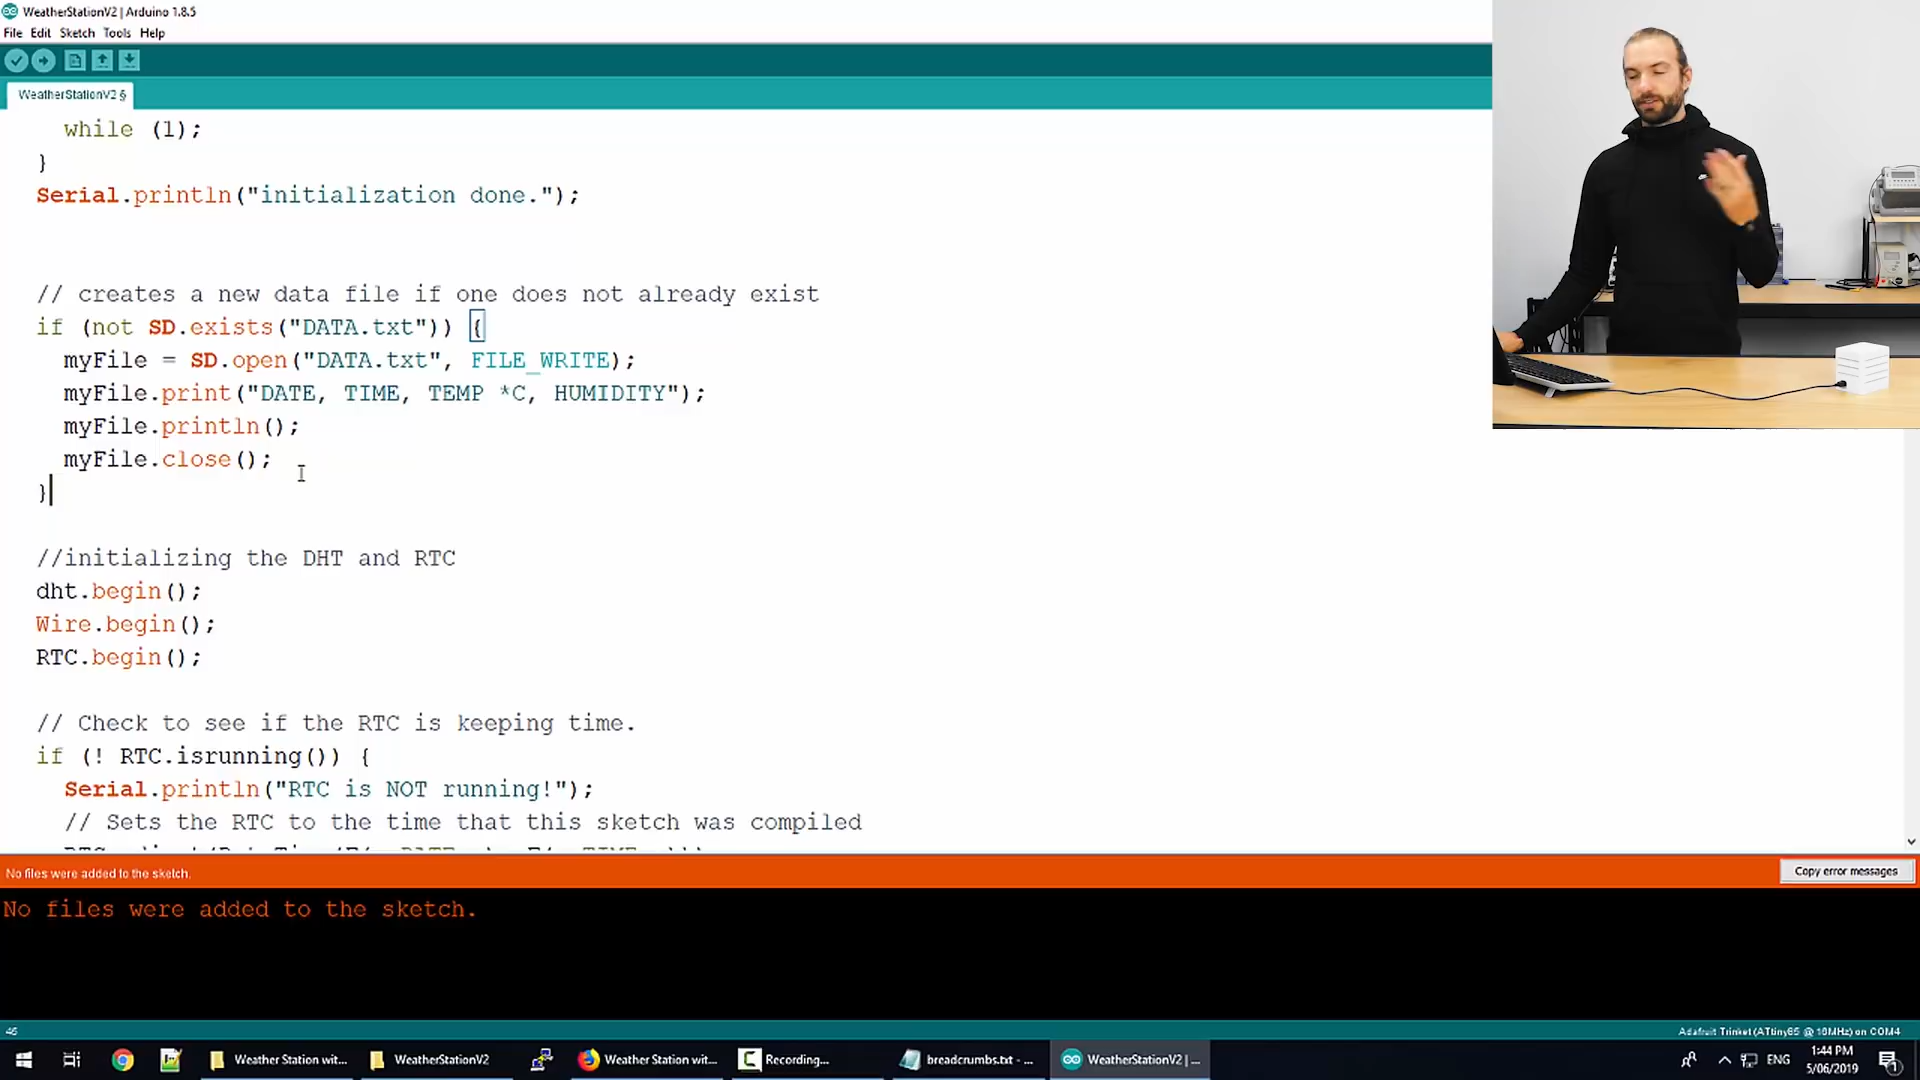 WeatherStationV2 | Arduino 1.8.5
File Edit Sketch Tools Help
WeatherStationV2 §
while (1);
}
Serial.println("initialization done.");
// creates a new data file if one does not already exist
if (not SD.exists("DATA.txt")) {
myFile = SD.open("DATA.txt", FILE_WRITE);
myFile.print("DATE, TIME, TEMP *C, HUMIDITY");
myFile.println();
myFile.close();
}
//initializing the DHT and RTC
dht.begin();
Wire.begin();
RTC.begin();
// Check to see if the RTC is keeping time.
if (! RTC.isrunning()) {
Serial.println("RTC is NOT running!");
// Sets the RTC to the time that this sketch was compiled
No files were added to the sketch.
Copy error messages
No files were added to the sketch.
46
Adafruit Trinket (ATtiny85 @ 16MHz) on COM4
Weather Station wit...
WeatherStationV2
Weather Station wit...
Recording...
breadcrumbs.txt - ...
WeatherStationV2 | ...
ENG
1:44 PM
5/06/2019